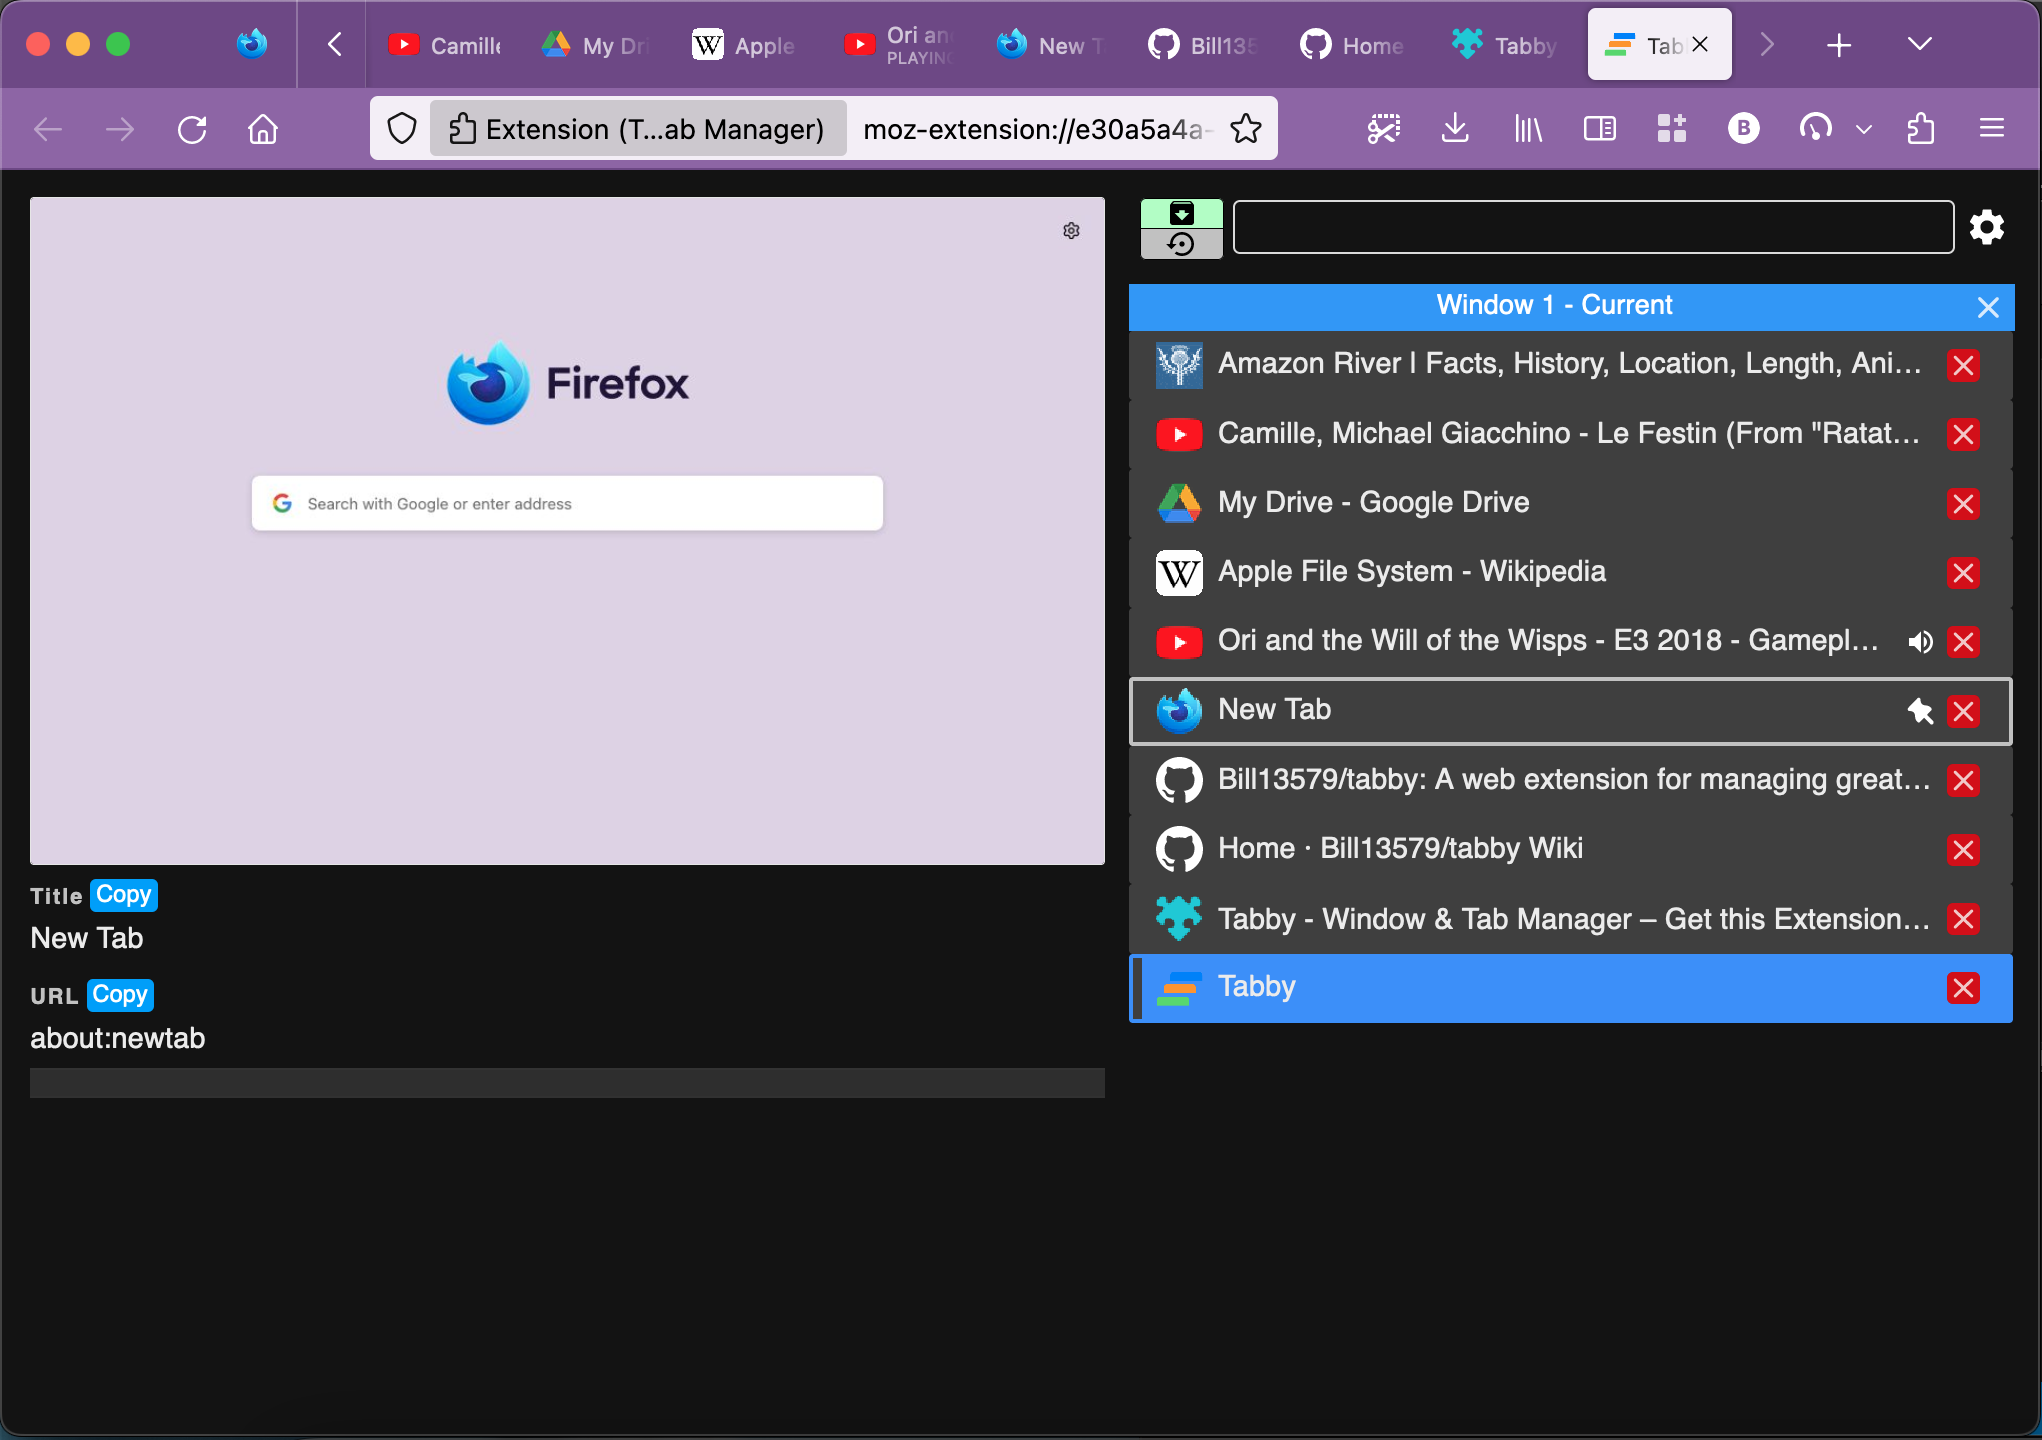 Camille
My Dri
Apple
Ori an
PLAYING
New T
Bill135
Home
Tabby
Tab
Extension (T...ab Manager)
moz-extension://e30a5a4a-
B
Firefox
Search with Google or enter address
Title Copy
New Tab
URL Copy
about:newtab
Window 1 - Current
Amazon River | Facts, History, Location, Length, Ani...
Camille, Michael Giacchino - Le Festin (From "Ratat...
My Drive - Google Drive
W Apple File System - Wikipedia
Ori and the Will of the Wisps - E3 2018 - Gamepl...
New Tab
Bill13579/tabby: A web extension for managing great...
Home · Bill13579/tabby Wiki
Tabby - Window & Tab Manager – Get this Extension...
Tabby